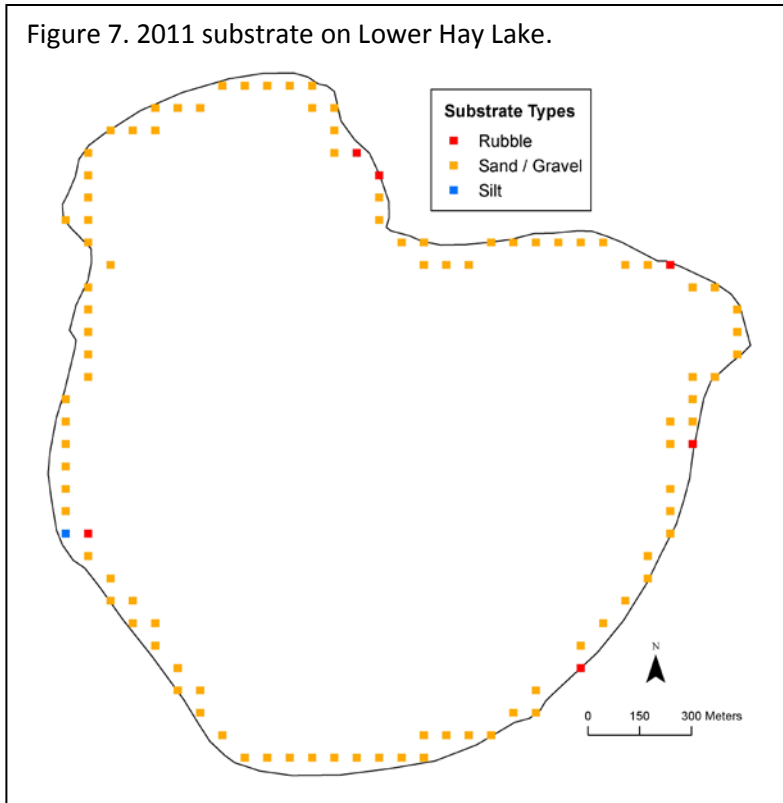 Figure 7. 2011 substrate on Lower Hay Lake.
Substrate Types
Rubble
Sand / Gravel
Silt
N
0 150 300 Meters